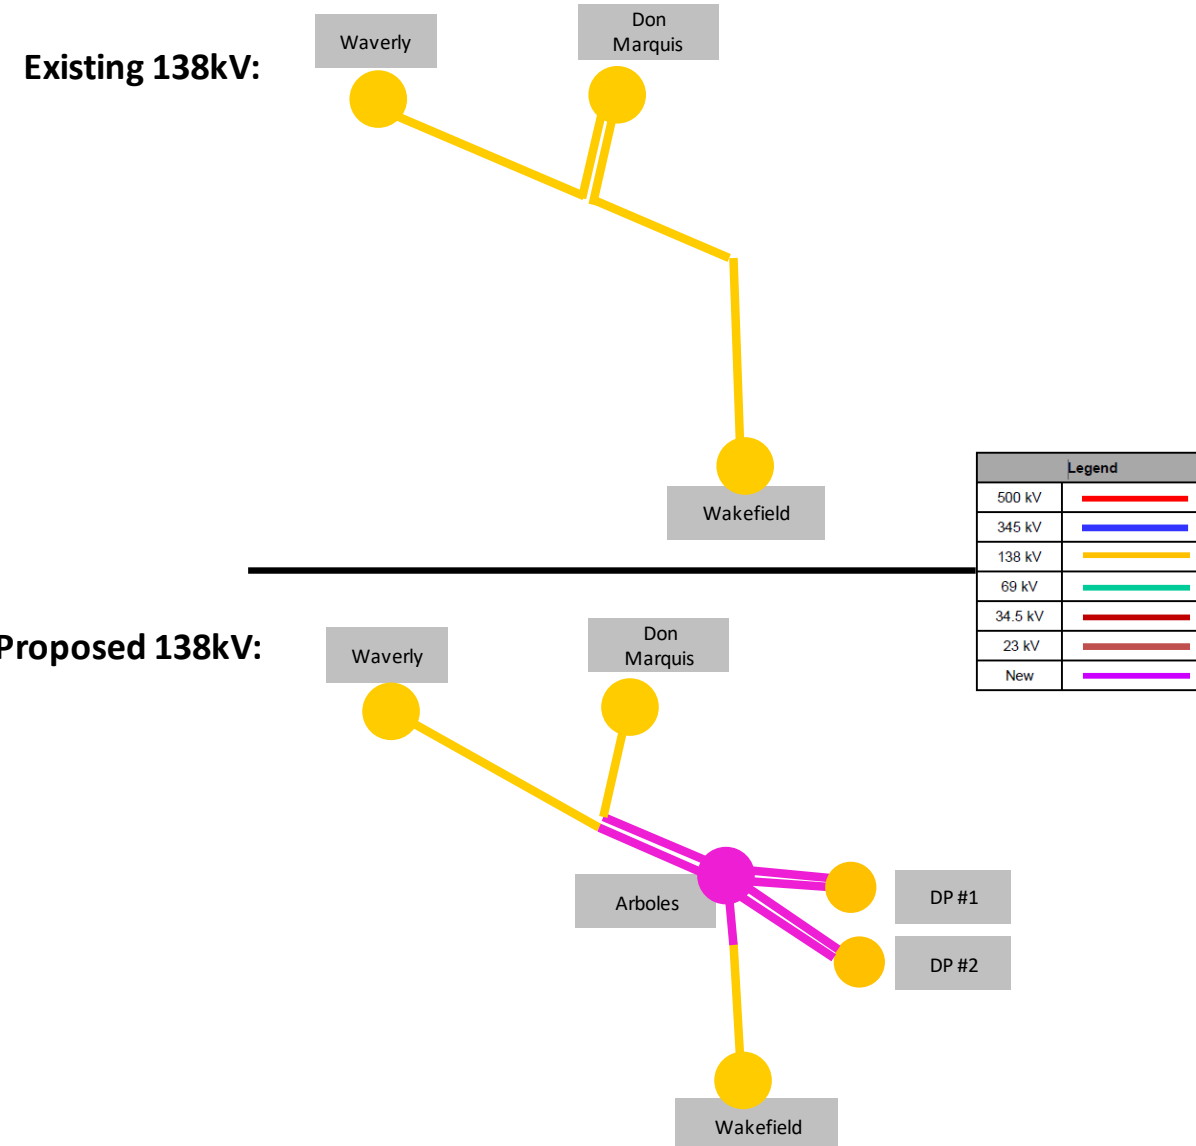 Existing 138kV:
Waverly
Don
Marquis
Wakefield
Legend
500 kV
345 kV
138 kV
69 kV
34.5 kV
23 kV
New
Proposed 138kV:
Waverly
Don
Marquis
Arboles
DP #1
DP #2
Wakefield